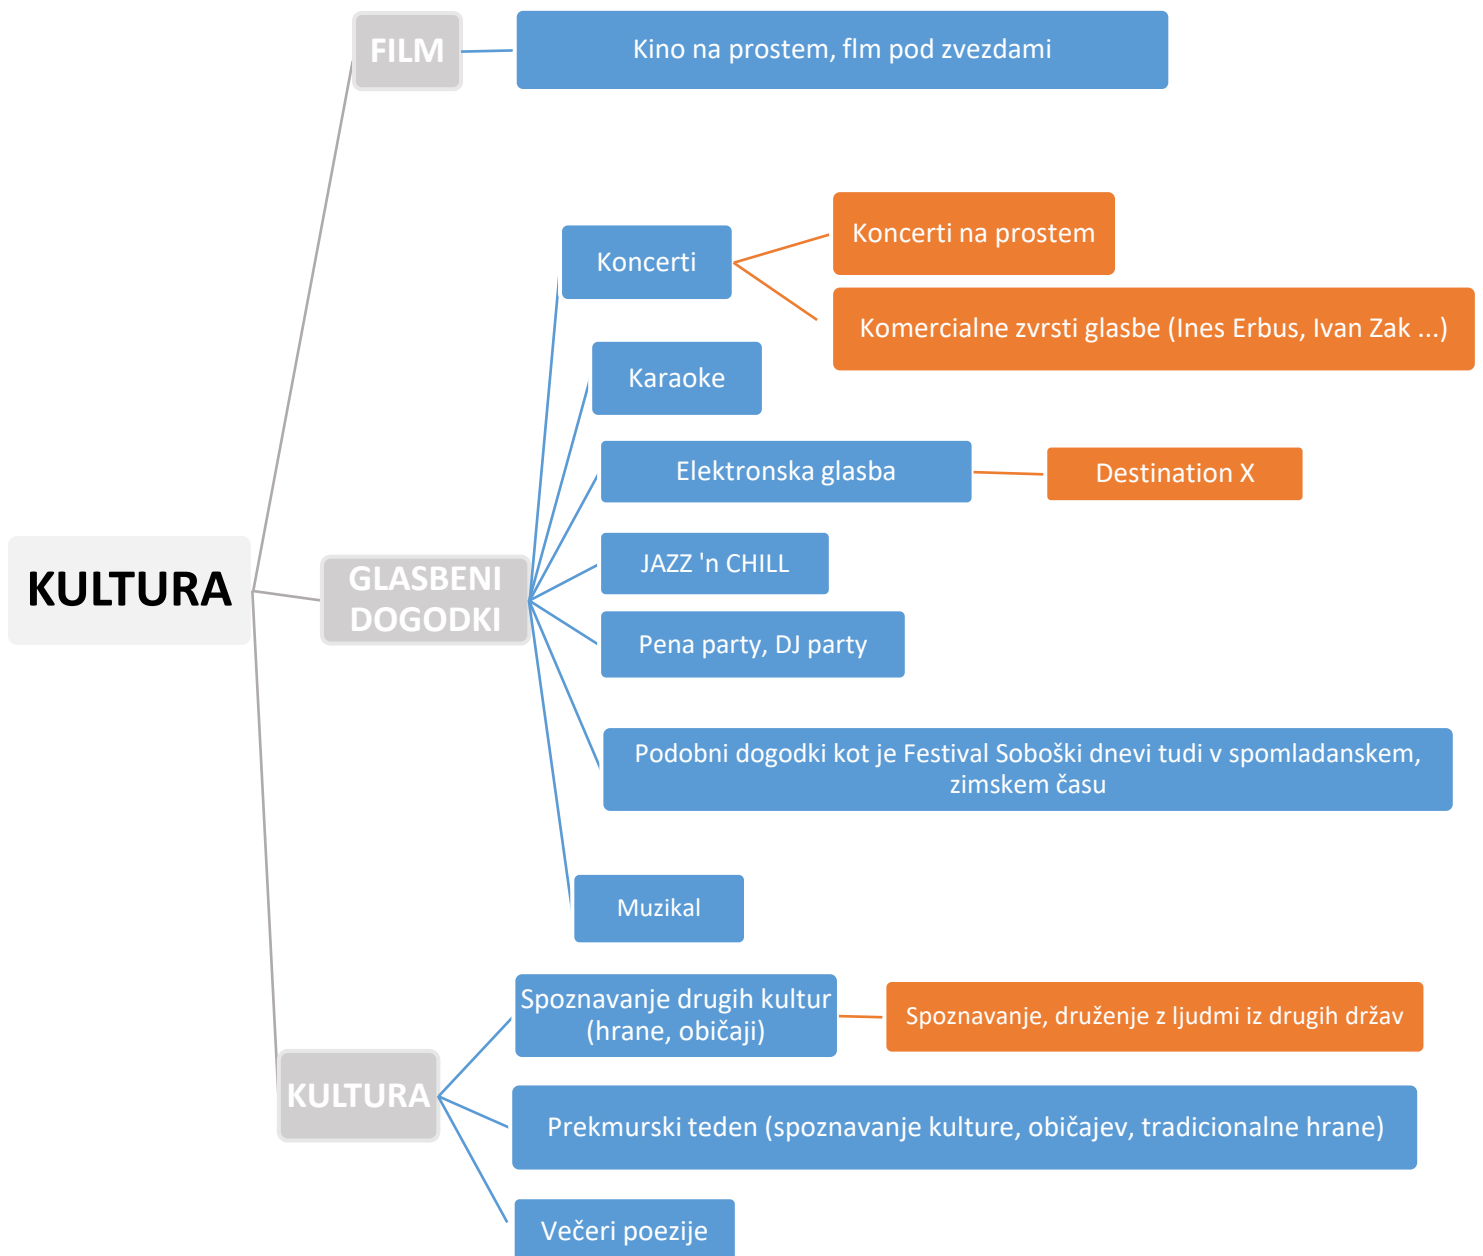 FILM
Kino na prostem, flm pod zvezdami
Koncerti
Koncerti na prostem
Komercialne zvrsti glasbe (Ines Erbus, Ivan Zak ...)
Karaoke
Elektronska glasba
Destination X
KULTURA
GLASBENI
DOGODKI
JAZZ 'n CHILL
Pena party, DJ party
Podobni dogodki kot je Festival Soboški dnevi tudi v spomladanskem,
zimskem času
Muzikal
KULTURA
Spoznavanje drugih kultur
(hrane, običaji)
Spoznavanje, druženje z ljudmi iz drugih držav
Prekmurski teden (spoznavanje kulture, običajev, tradicionalne hrane)
Večeri poezije